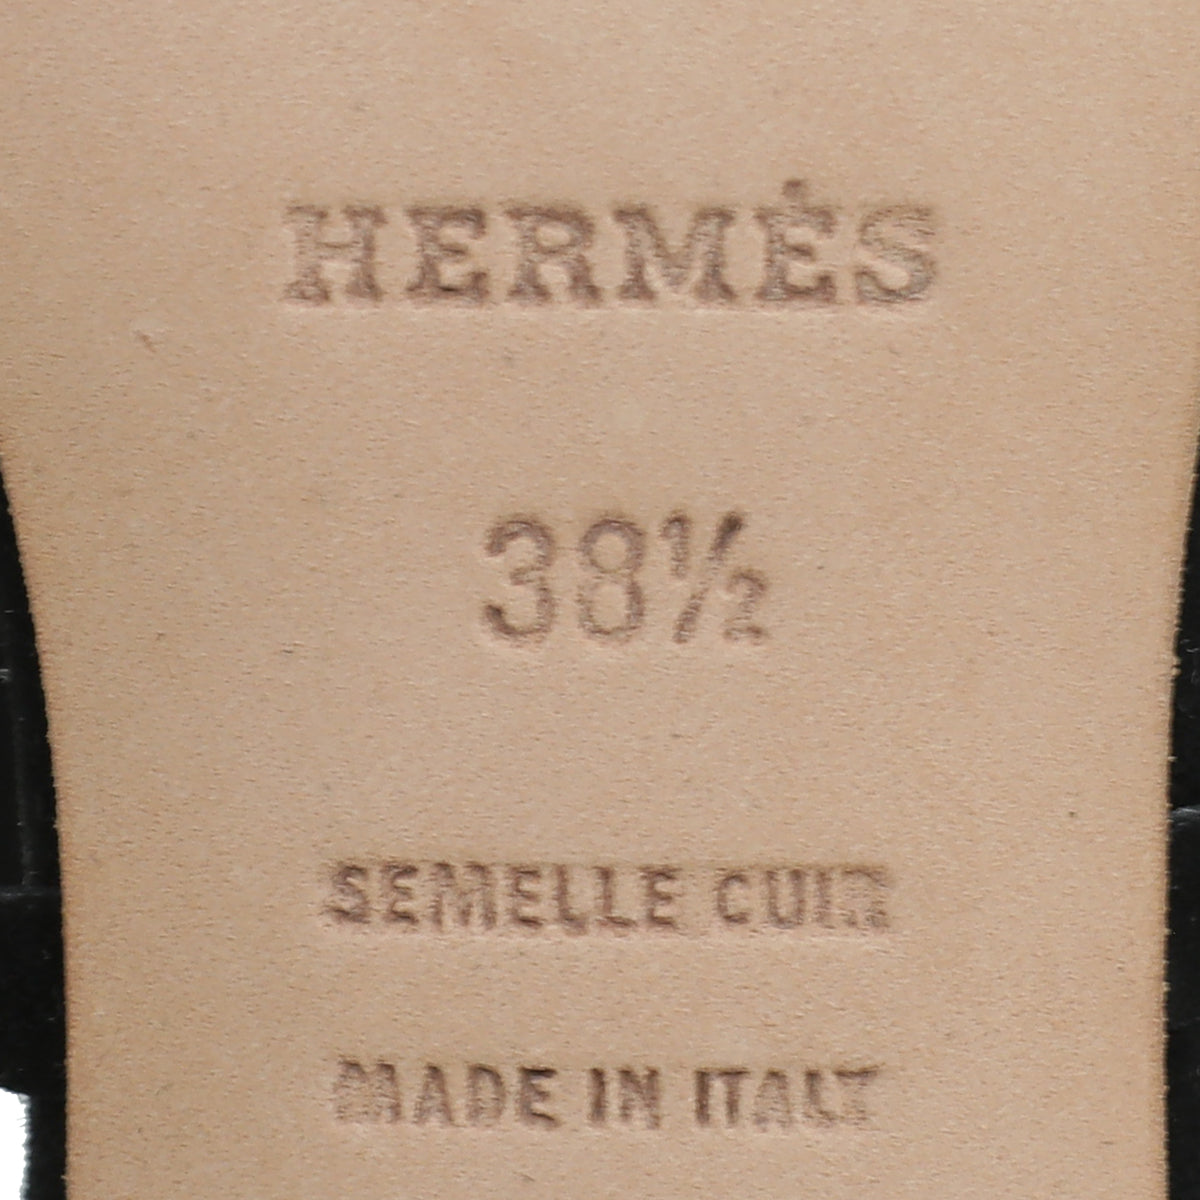 HERMÈS
38½
SEMELLE CUIR
MADE IN ITALY